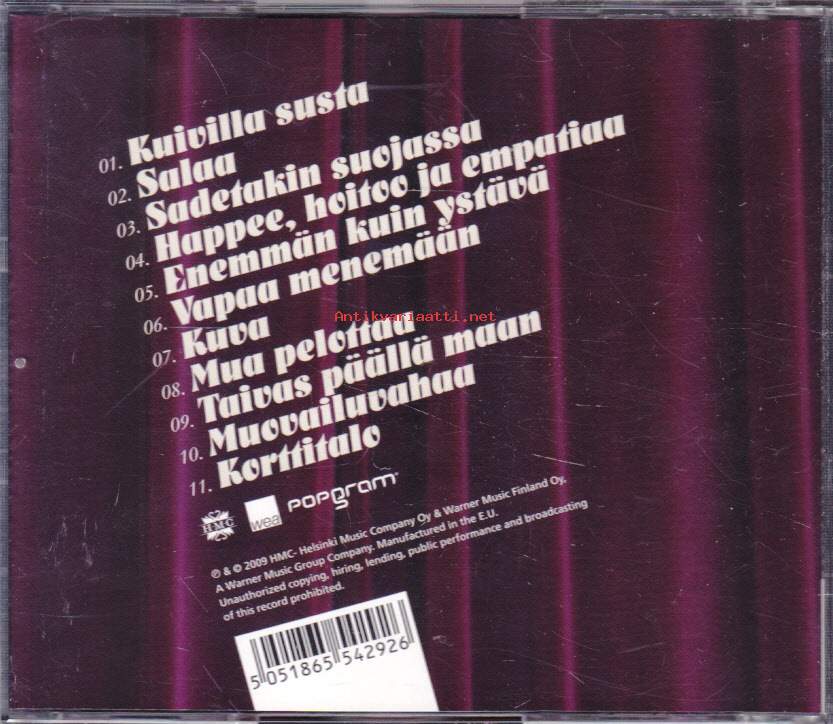 01. Kuivilla susta
02. Salaa
03. Sadetakin suojassa
04. Happee, hoitoo ja empatiaa
05. Enemmän kuin ystävä
06. Vapaa menemään
07. Kuva
08. Mua pelottaa
09. Taivas päällä maan
10. Muovailuvahaa
11. Korttitalo
Antikvariaatti.net
HMC wea POPgram
℗ & © 2009 HMC- Helsinki Music Company Oy & Warner Music Finland Oy,
A Warner Music Group Company. Manufactured in the E.U.
Unauthorized copying, hiring, lending, public performance and broadcasting
of this record prohibited.
5 051865 542926